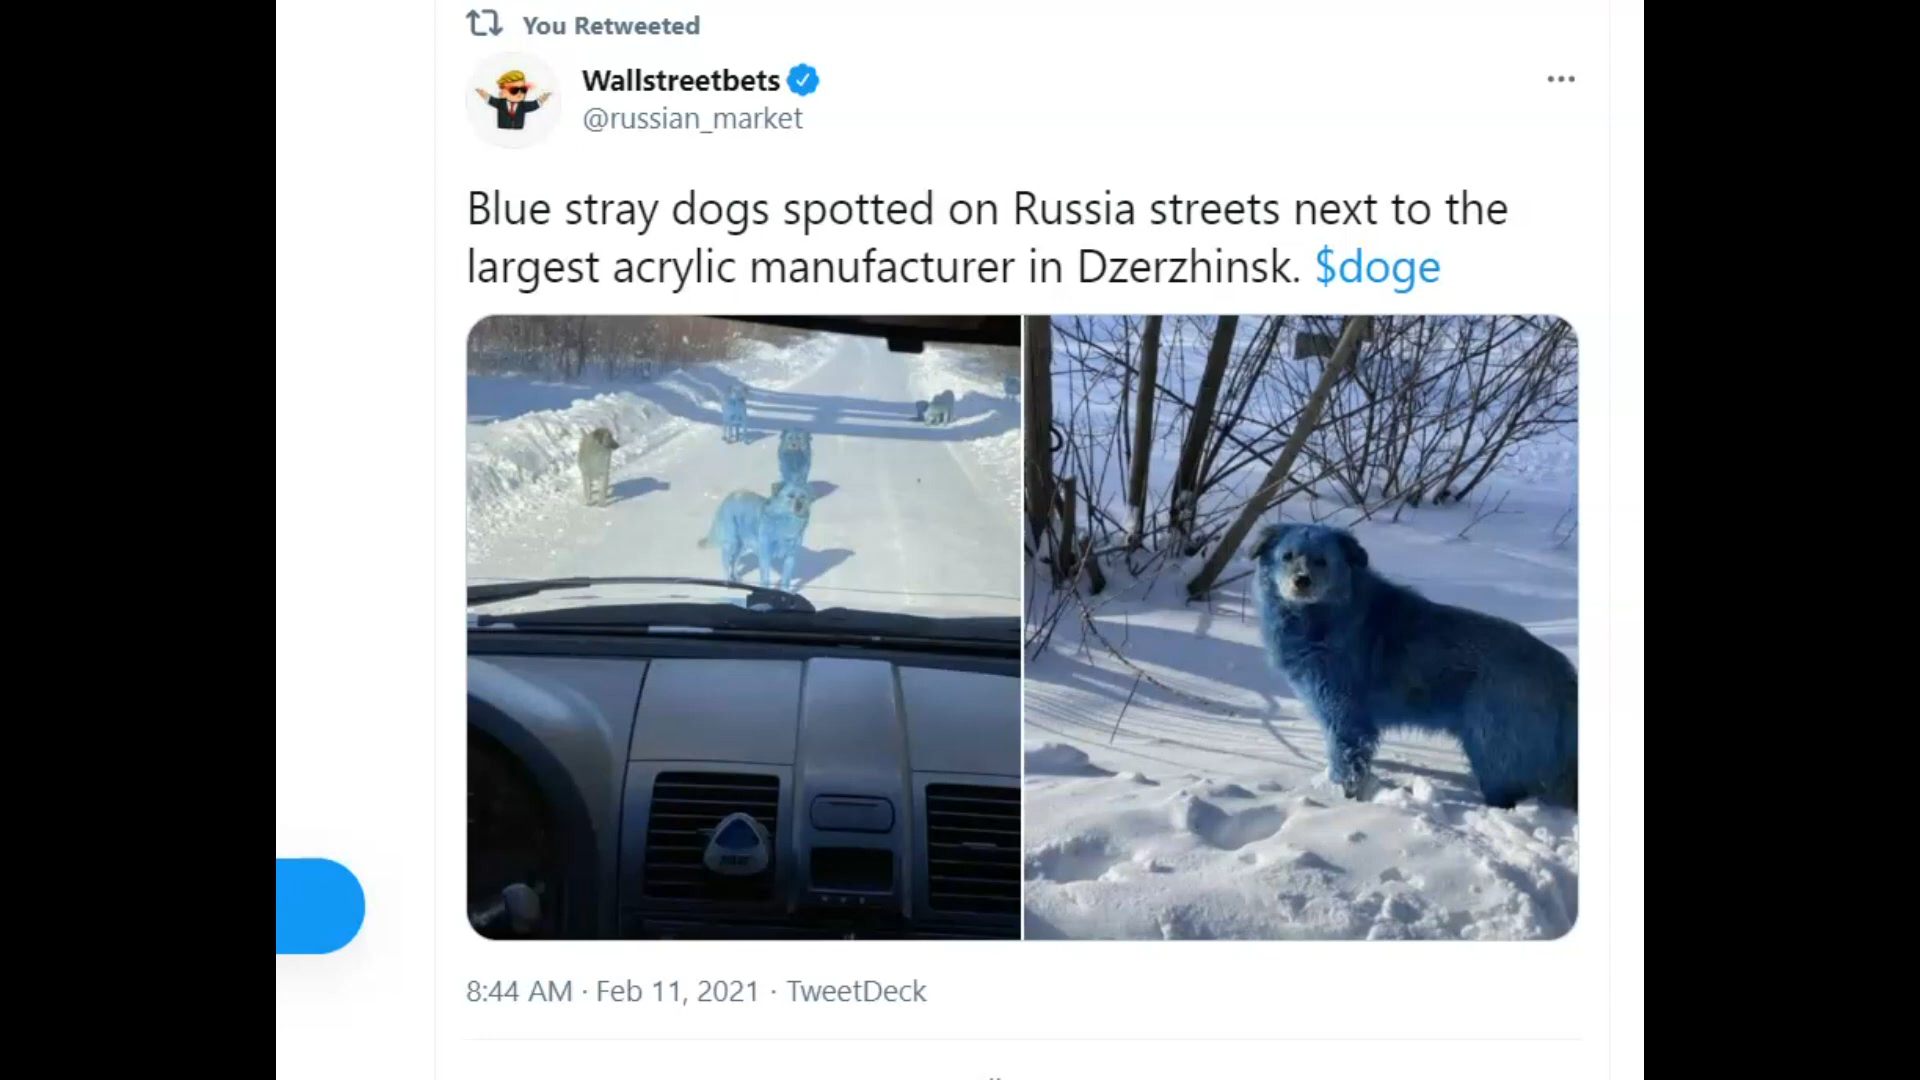 You Retweeted
Wallstreetbets
@russian_market
Blue stray dogs spotted on Russia streets next to the
largest acrylic manufacturer in Dzerzhinsk. $doge
8:44 AM · Feb 11, 2021 · TweetDeck